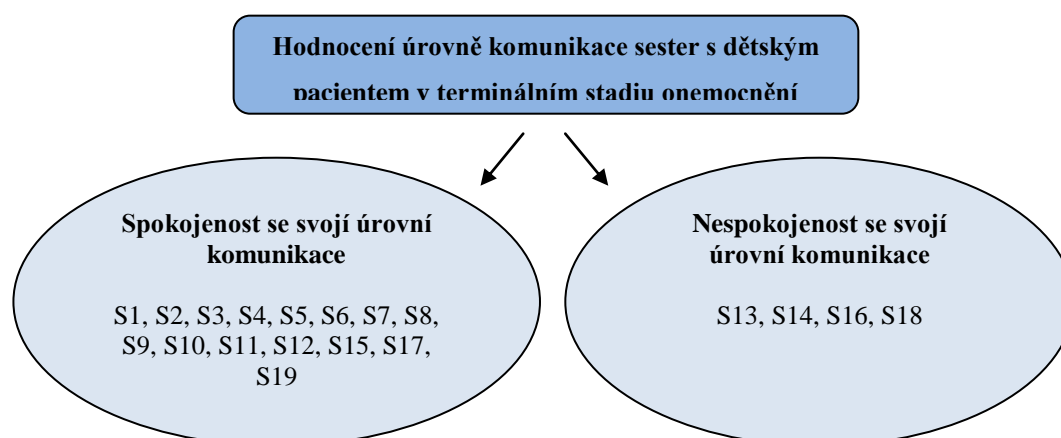 Hodnocení úrovně komunikace sester s dětským
pacientem v terminálním stadiu onemocnění
Spokojenost se svojí úrovní
komunikace
S1, S2, S3, S4, S5, S6, S7, S8,
S9, S10, S11, S12, S15, S17,
S19
Nespokojenost se svojí
úrovní komunikace
S13, S14, S16, S18